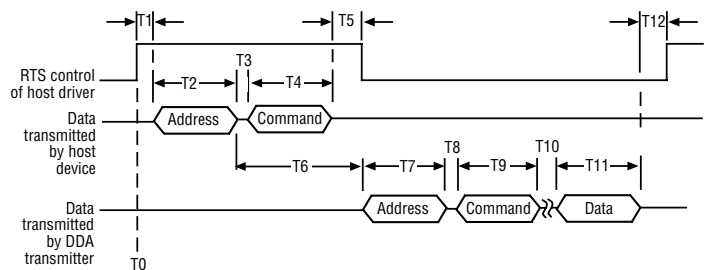 T1
T5
T12
T3
RTS control
of host driver
T2
T4
Data
transmitted
by host
device
Address
Command
T6
T7
T8
T9
T10
T11
Data
transmitted
by DDA
transmitter
Address
Command
Data
T0